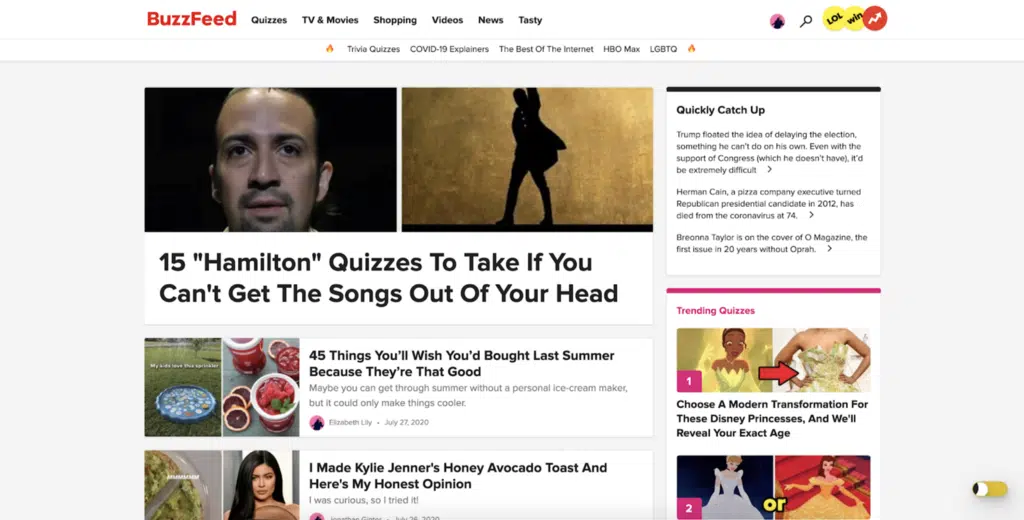 BuzzFeed
Quizzes TV & Movies Shopping Videos News Tasty
LOL win
Trivia Quizzes COVID-19 Explainers The Best Of The Internet HBO Max LGBTQ
15 "Hamilton" Quizzes To Take If You
Can't Get The Songs Out Of Your Head
My kids love this sprinkler
45 Things You'll Wish You'd Bought Last Summer
Because They're That Good
Maybe you can get through summer without a personal ice-cream maker,
but it could only make things cooler.
Elizabeth Lily • July 27, 2020
I Made Kylie Jenner's Honey Avocado Toast And
Here's My Honest Opinion
I was curious, so I tried it!
July 26, 2020
Quickly Catch Up
Trump floated the idea of delaying the election,
something he can't do on his own. Even with the
support of Congress (which he doesn't have), it'd
be extremely difficult
Herman Cain, a pizza company executive turned
Republican presidential candidate in 2012, has
died from the coronavirus at 74.
Breonna Taylor is on the cover of O Magazine, the
first issue in 20 years without Oprah.
Trending Quizzes
1
Choose A Modern Transformation For
These Disney Princesses, And We'll
Reveal Your Exact Age
2
or